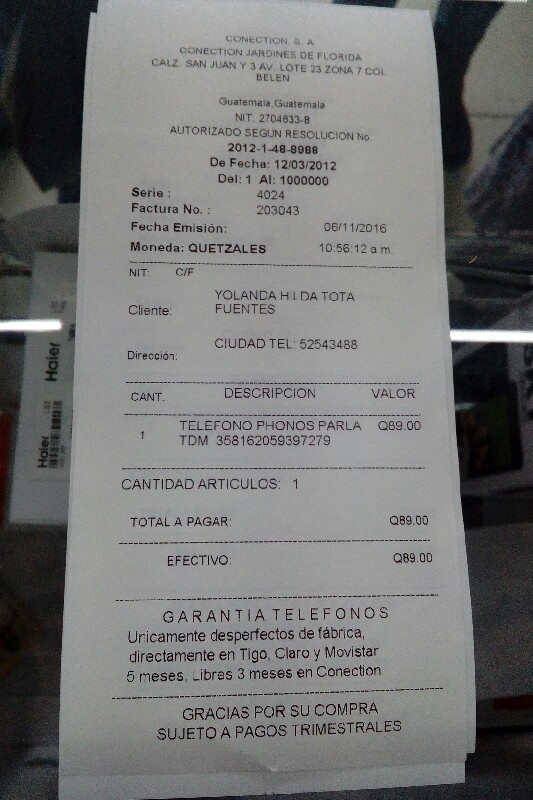 CONECTION, S. A
CONECTION JARDINES DE FLORIDA
CALZ. SAN JUAN Y 3 AV. LOTE 23 ZONA 7 COL.
BELEN
Guatemala,Guatemala
NIT. 2704633-8
AUTORIZADO SEGUN RESOLUCION No.
2012-1-48-8988
De Fecha: 12/03/2012
Del: 1 Al: 1000000
Serie : 4024
Factura No. : 203043
Fecha Emisión: 06/11/2016
Moneda: QUETZALES 10:56:12 a.m.
NIT: C/F
Cliente: YOLANDA HILDA TOTA
FUENTES
Dirección: CIUDAD TEL: 52543488
CANT. DESCRIPCION VALOR
1 TELEFONO PHONOS PARLA Q89.00
TDM 358162059397279
CANTIDAD ARTICULOS: 1
TOTAL A PAGAR: Q89.00
EFECTIVO: Q89.00
GARANTIA TELEFONOS
Unicamente desperfectos de fábrica,
directamente en Tigo, Claro y Movistar
5 meses, Libres 3 meses en Conection
GRACIAS POR SU COMPRA
SUJETO A PAGOS TRIMESTRALES
Haier
Haier